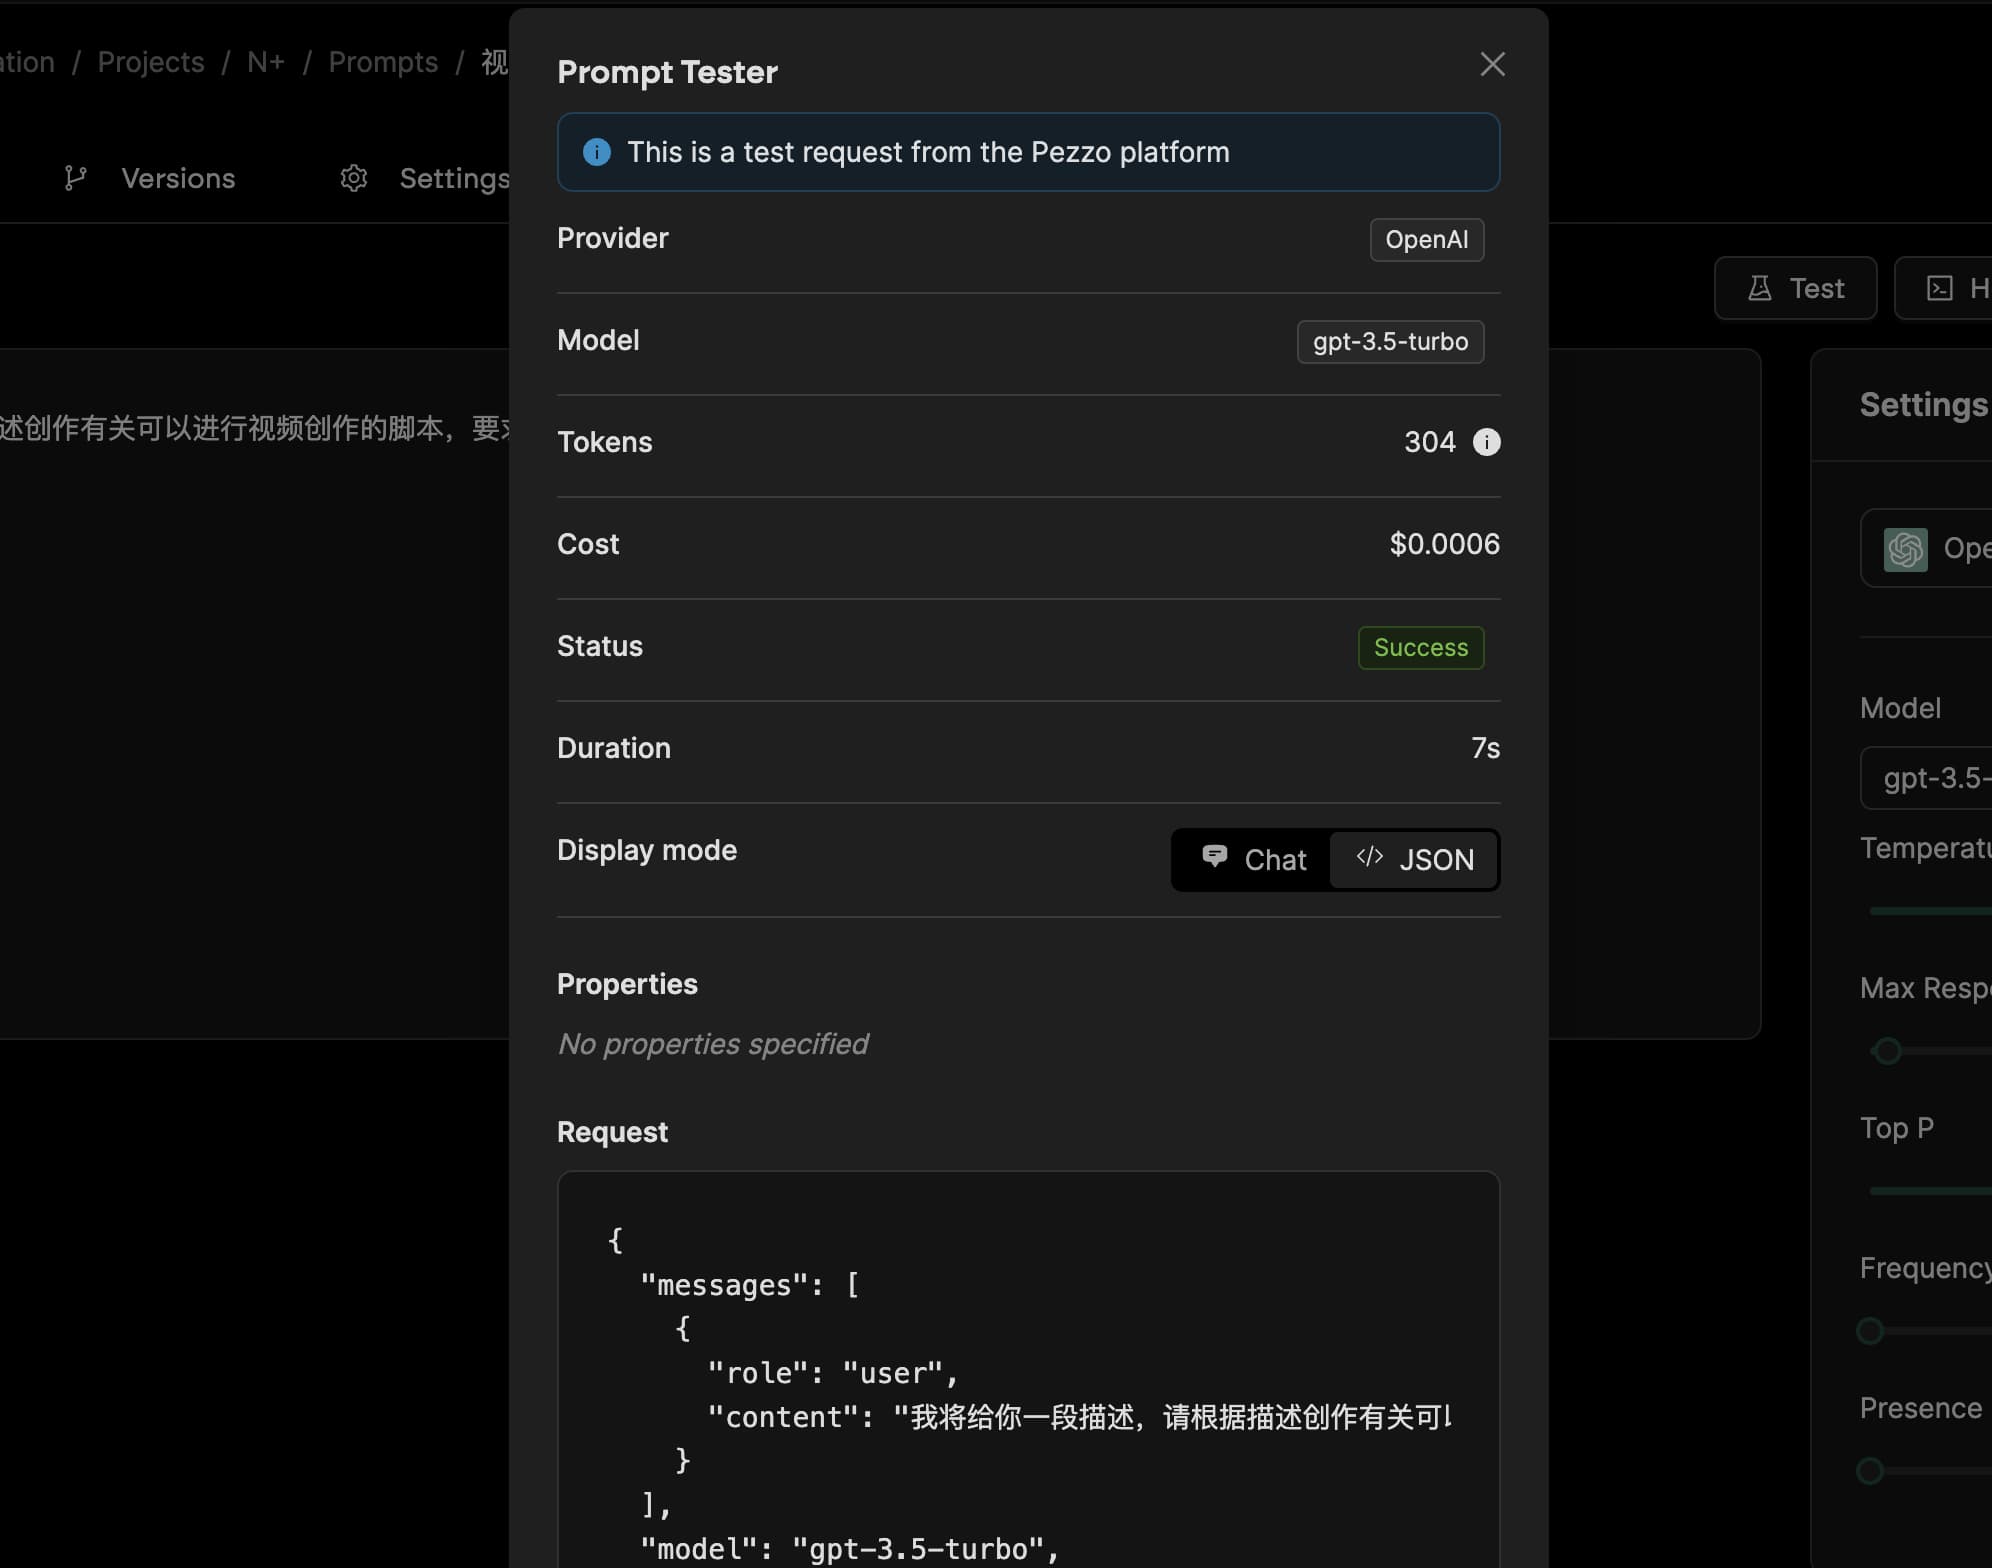 ation / Projects / N+ / Prompts / 视
Versions
Settings
Prompt Tester
This is a test request from the Pezzo platform
Provider
OpenAI
Model
gpt-3.5-turbo
Tokens
304
Cost
$0.0006
Status
Success
Duration
7s
Display mode
Chat
JSON
Properties
No properties specified
Request
{
"messages": [
{
"role": "user",
"content": "我将给你一段描述，请根据描述创作有关可
}
],
"model": "gpt-3.5-turbo",
述创作有关可以进行视频创作的脚本，要
Test
H
Settings
Ope
Model
gpt-3.5-
Temperatu
Max Respo
Top P
Frequency
Presence